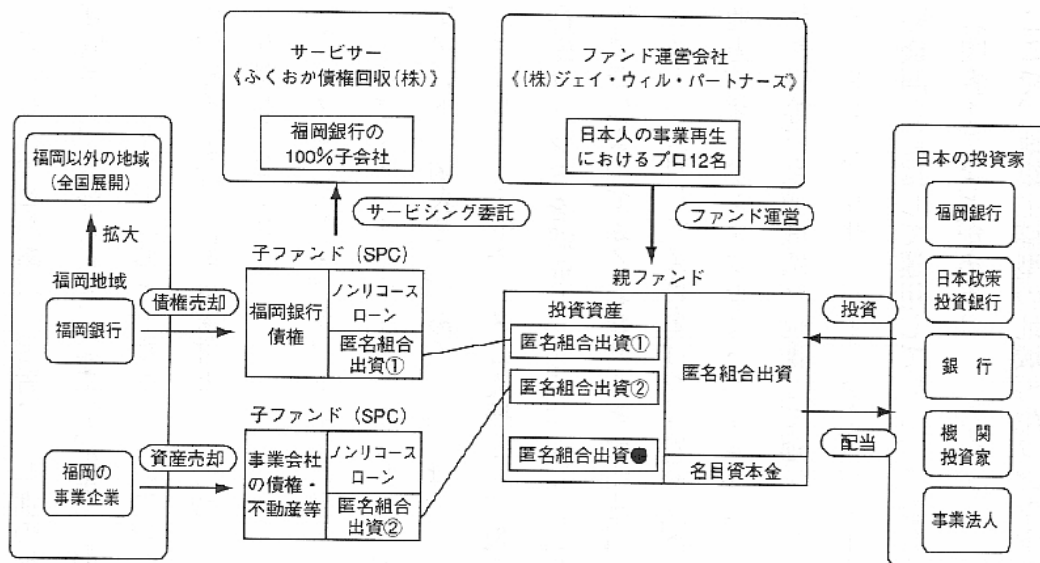 サービサー
《ふくおか債権回収(株)》
福岡銀行の
100%子会社
ファンド運営会社
《(株)ジェイ・ウィル・パートナーズ》
日本人の事業再生
におけるプロ12名
サービシング委託
ファンド運営
福岡以外の地域
(全国展開)
拡大
福岡地域
福岡銀行
債権売却
福岡の
事業企業
資産売却
子ファンド (SPC)
福岡銀行
債権
ノンリコース
ローン
匿名組合
出資①
子ファンド (SPC)
事業会社
の債権・
不動産等
ノンリコース
ローン
匿名組合
出資②
親ファンド
投資資産
匿名組合出資①
匿名組合出資②
匿名組合出資●
匿名組合出資
名目資本金
投資
配当
日本の投資家
福岡銀行
日本政策
投資銀行
銀 行
機 関
投資家
事業法人